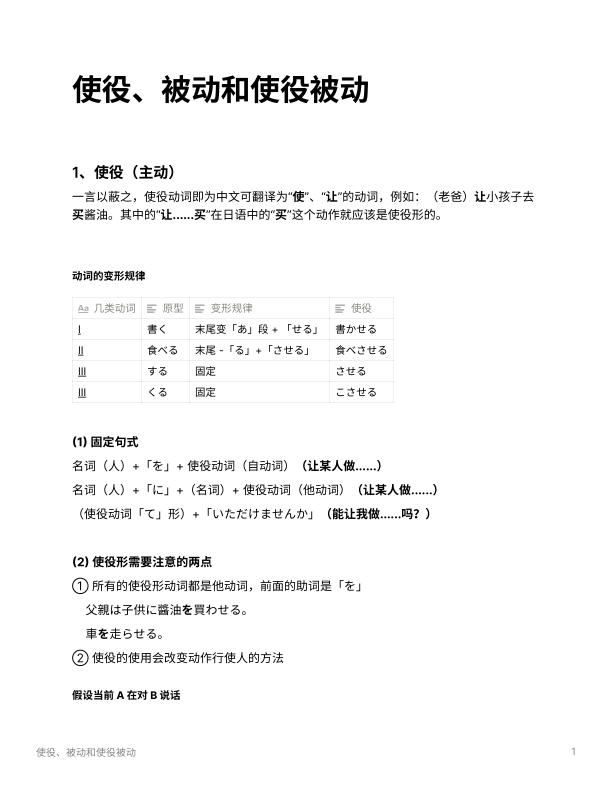 使役、被动和使役被动
1、使役（主动）
一言以蔽之，使役动词即为中文可翻译为“使”、“让”的动词，例如：（老爸）让小孩子去
买酱油。其中的“让……买”在日语中的“买”这个动作就应该是使役形的。
动词的变形规律
Aa 几类动词 原型 变形规律 使役
I 書く 末尾变「あ」段 + 「せる」 書かせる
II 食べる 末尾 -「る」+「させる」 食べさせる
III する 固定 させる
III くる 固定 こさせる
(1) 固定句式
名词（人）+「を」+ 使役动词（自动词）（让某人做……）
名词（人）+「に」+（名词）+ 使役动词（他动词）（让某人做……）
（使役动词「て」形）+「いただけませんか」（能让我做……吗？）
(2) 使役形需要注意的两点
① 所有的使役形动词都是他动词，前面的助词是「を」
父親は子供に醬油を買わせる。
車を走らせる。
② 使役的使用会改变动作行使人的方法
假设当前 A 在对 B 说话
使役、被动和使役被动 1